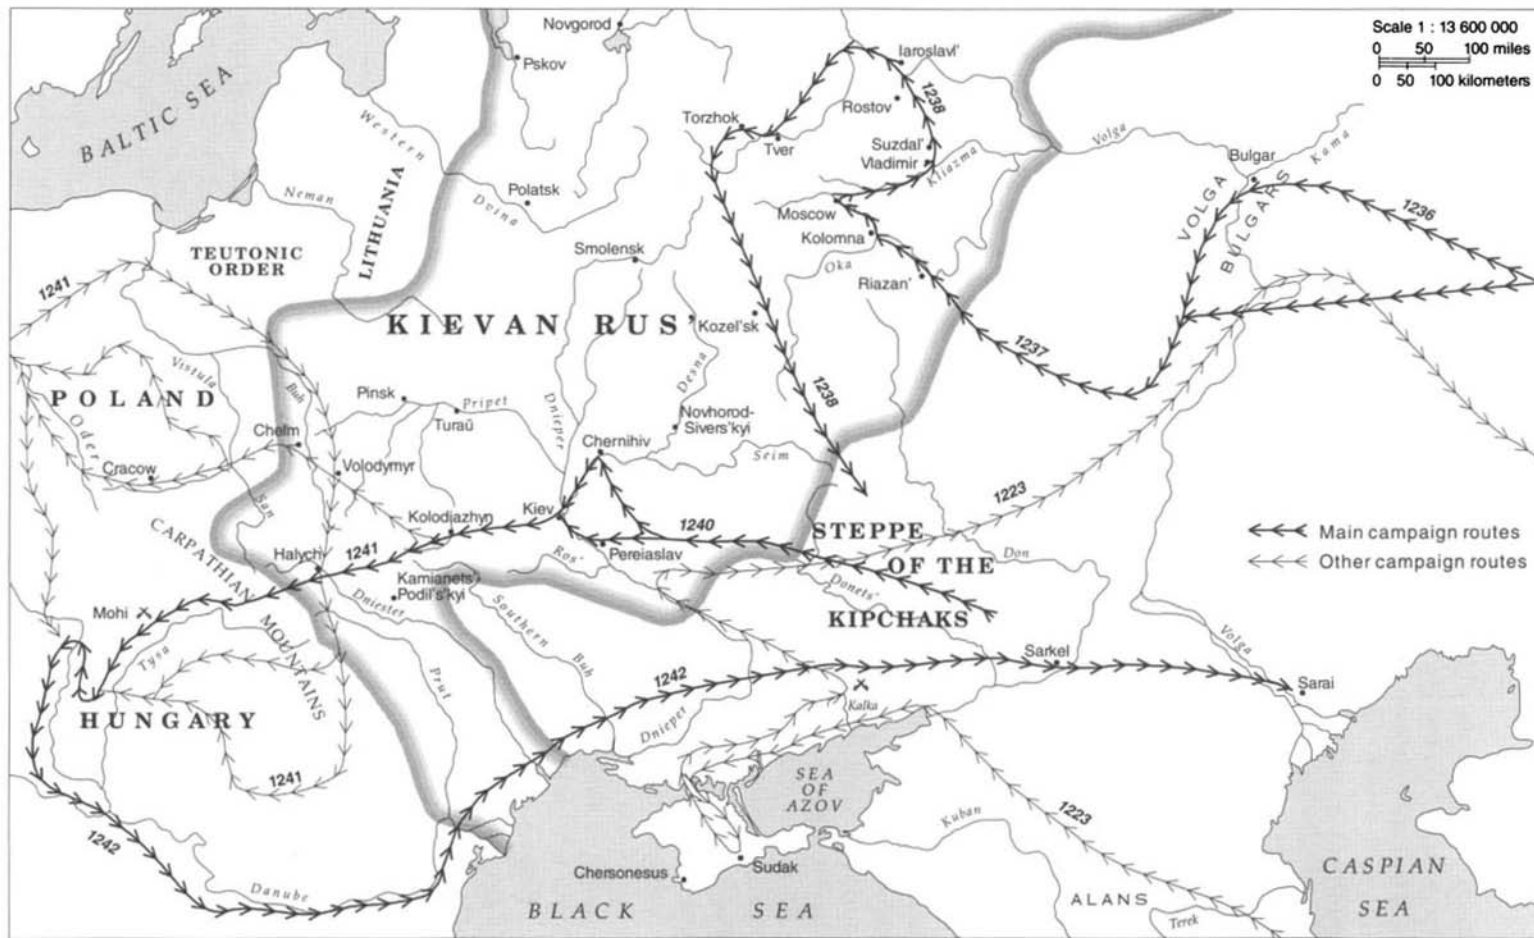 Scale 1 : 13 600 000
0 50 100 miles
0 50 100 kilometers
Novgorod
Pskov
BALTIC SEA
Iaroslavl'
1238
Rostov
Torzhok
Tver
Suzdal'
Vladimir
Kliazma
Volga
Kama
Bulgar
VOLGA
BULGARS
1236
Western
Dvina
Polatsk
Neman
LITHUANIA
TEUTONIC
ORDER
Moscow
Kolomna
Oka
Riazan'
Smolensk
1241
KIEVAN RUS'
Kozel'sk
1237
Desna
Dnieper
1238
Vistula
Buh
POLAND
Oder
Pinsk
Pripet
Turaŭ
Novhorod-
Sivers'kyi
Chelm
Cracow
Volodymyr
Chernihiv
Seim
San
Kiev
Kolodiazhyn
1223
1240
STEPPE
OF THE
KIPCHAKS
Don
Donets'
Pereiaslav
Ros'
CARPATHIAN
MOUNTAINS
Halych
1241
Kamianets'
Podil's'kyi
Dniester
Southern
Buh
Main campaign routes
Other campaign routes
Mohi
Tysa
Prut
HUNGARY
1241
1242
Dnieper
Kalka
Sarkel
Volga
Sarai
SEA
OF
AZOV
Kuban
1223
1242
Danube
Chersonesus
Sudak
BLACK SEA
ALANS
Terek
CASPIAN
SEA